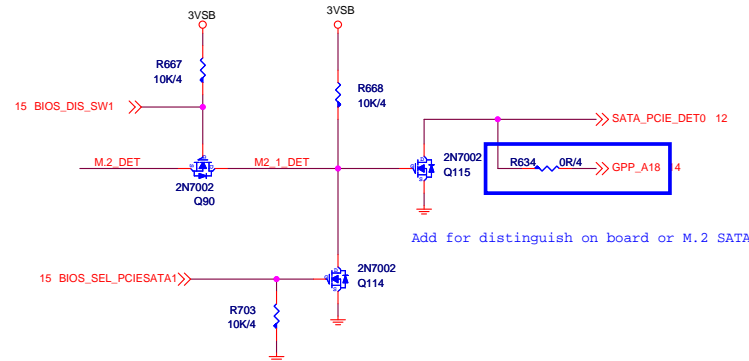 3VSB
3VSB
R667
10K/4
R668
10K/4
15 BIOS_DIS_SW1
SATA_PCIE_DET0 12
M.2_DET
M2_1_DET
2N7002
Q115
R634
0R/4
GPP_A18 14
2N7002
Q90
Add for distinguish on board or M.2 SATA
15 BIOS_SEL_PCIESATA1
2N7002
Q114
R703
10K/4